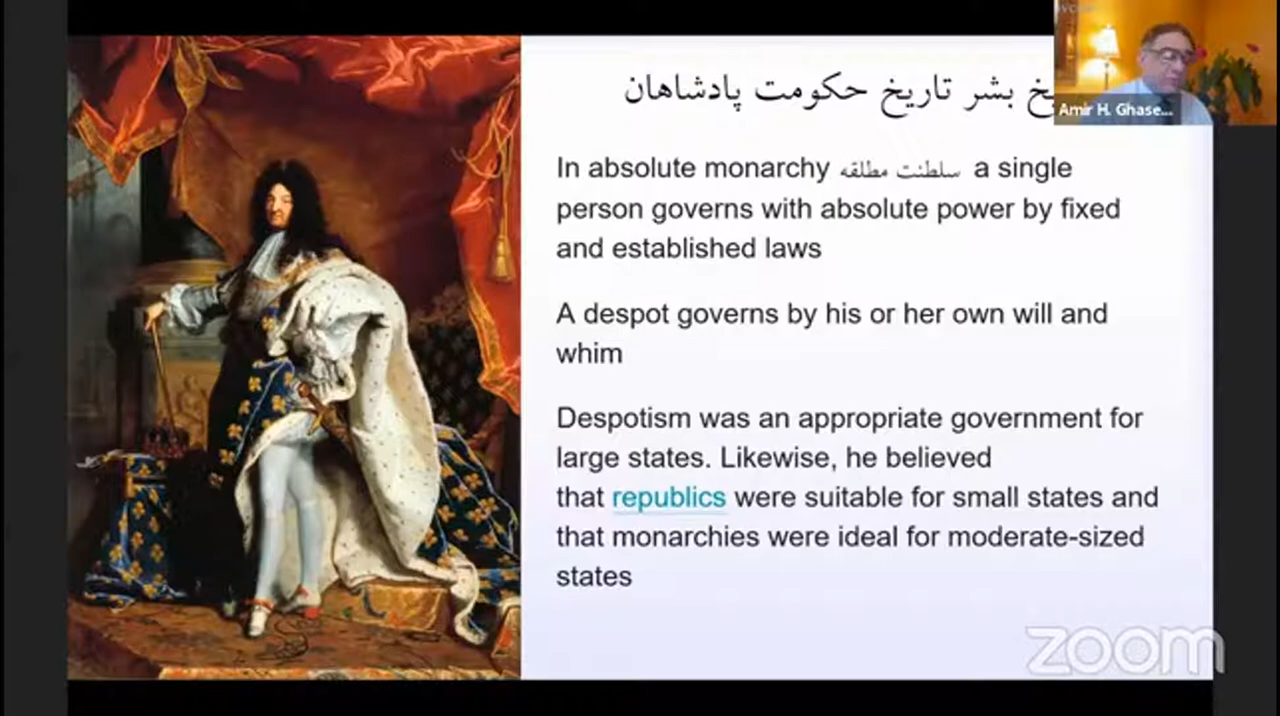 بشر تاریخ حکومت پادشاهان
Amir H. Ghase...
In absolute monarchy سلطنت مطلقه a single
person governs with absolute power by fixed
and established laws
A despot governs by his or her own will and
whim
Despotism was an appropriate government for
large states. Likewise, he believed
that republics were suitable for small states and
that monarchies were ideal for moderate-sized
states
zoom